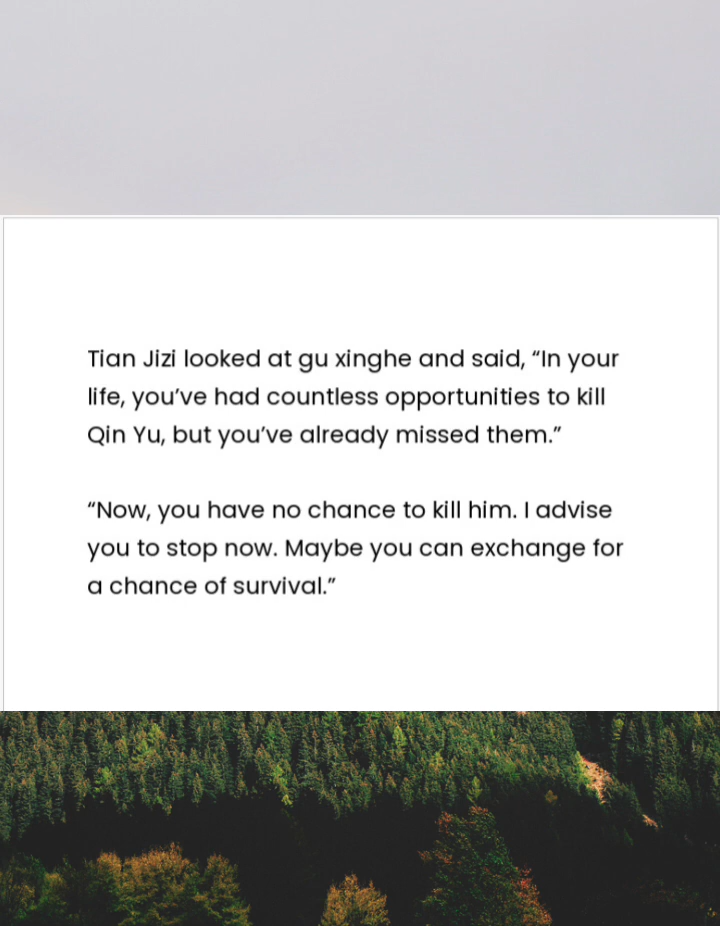 Tian Jizi looked at gu xinghe and said, “In your
life, you’ve had countless opportunities to kill
Qin Yu, but you’ve already missed them.”
“Now, you have no chance to kill him. I advise
you to stop now. Maybe you can exchange for
a chance of survival.”